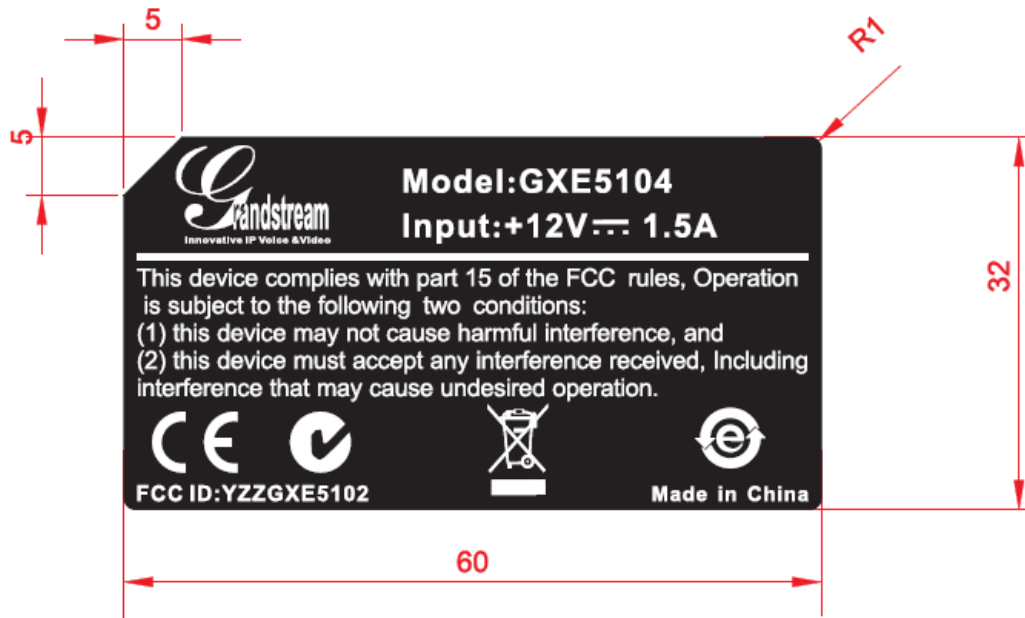 5
R1
5
Grandstream
Innovative IP Voice &Video
Model:GXE5104
Input:+12V⎓ 1.5A
This device complies with part 15 of the FCC rules, Operation
is subject to the following two conditions:
(1) this device may not cause harmful interference, and
(2) this device must accept any interference received, Including
interference that may cause undesired operation.
32
CE
e
FCC ID:YZZGXE5102
Made in China
60